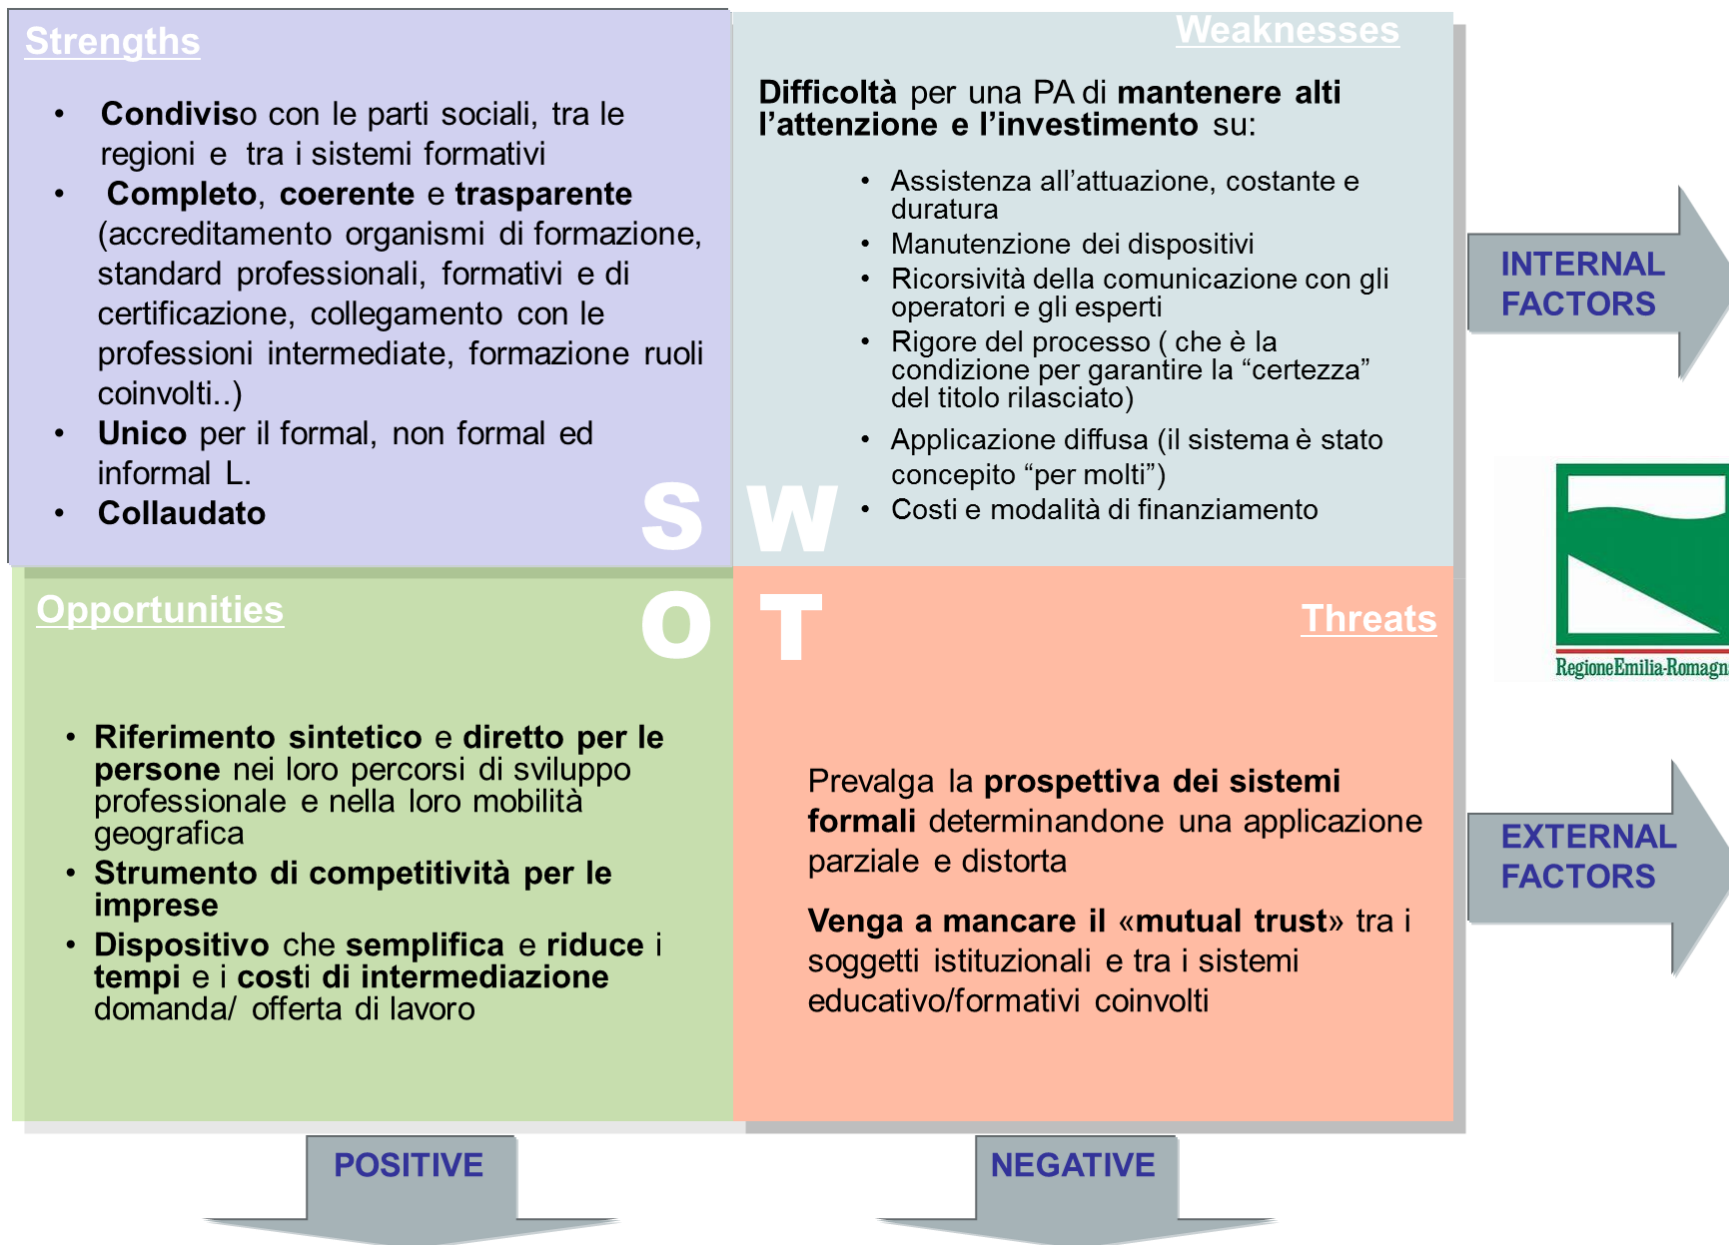 Strengths
• Condiviso con le parti sociali, tra le
regioni e tra i sistemi formativi
• Completo, coerente e trasparente
(accreditamento organismi di formazione,
standard professionali, formativi e di
certificazione, collegamento con le
professioni intermediate, formazione ruoli
coinvolti..)
• Unico per il formal, non formal ed
informal L.
• Collaudato
S
Weaknesses
Difficoltà per una PA di mantenere alti
l’attenzione e l’investimento su:
• Assistenza all’attuazione, costante e
duratura
• Manutenzione dei dispositivi
• Ricorsività della comunicazione con gli
operatori e gli esperti
• Rigore del processo ( che è la
condizione per garantire la “certezza”
del titolo rilasciato)
• Applicazione diffusa (il sistema è stato
concepito “per molti”)
• Costi e modalità di finanziamento
W
INTERNAL
FACTORS
RegioneEmilia-Romagn
Opportunities
O
• Riferimento sintetico e diretto per le
persone nei loro percorsi di sviluppo
professionale e nella loro mobilità
geografica
• Strumento di competitività per le
imprese
• Dispositivo che semplifica e riduce i
tempi e i costi di intermediazione
domanda/ offerta di lavoro
T
Threats
Prevalga la prospettiva dei sistemi
formali determinandone una applicazione
parziale e distorta
Venga a mancare il «mutual trust» tra i
soggetti istituzionali e tra i sistemi
educativo/formativi coinvolti
EXTERNAL
FACTORS
POSITIVE
NEGATIVE